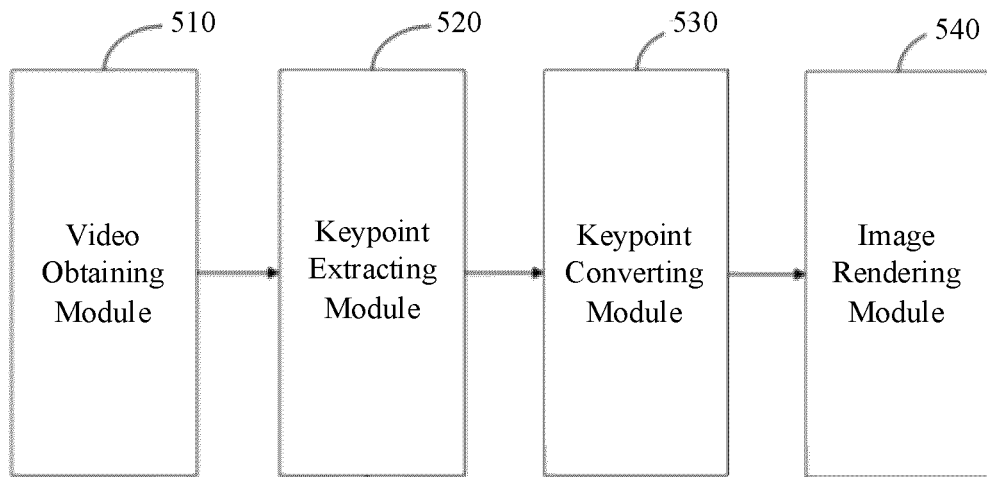 510
520
530
540
Video
Obtaining
Module
Keypoint
Extracting
Module
Keypoint
Converting
Module
Image
Rendering
Module